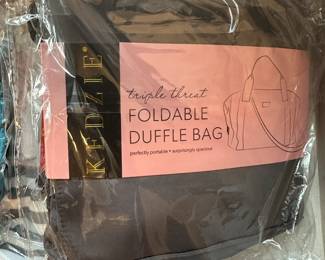 KEDZIE®
triple threat
FOLDABLE
DUFFLE BAG
perfectly portable • surprisingly spacious